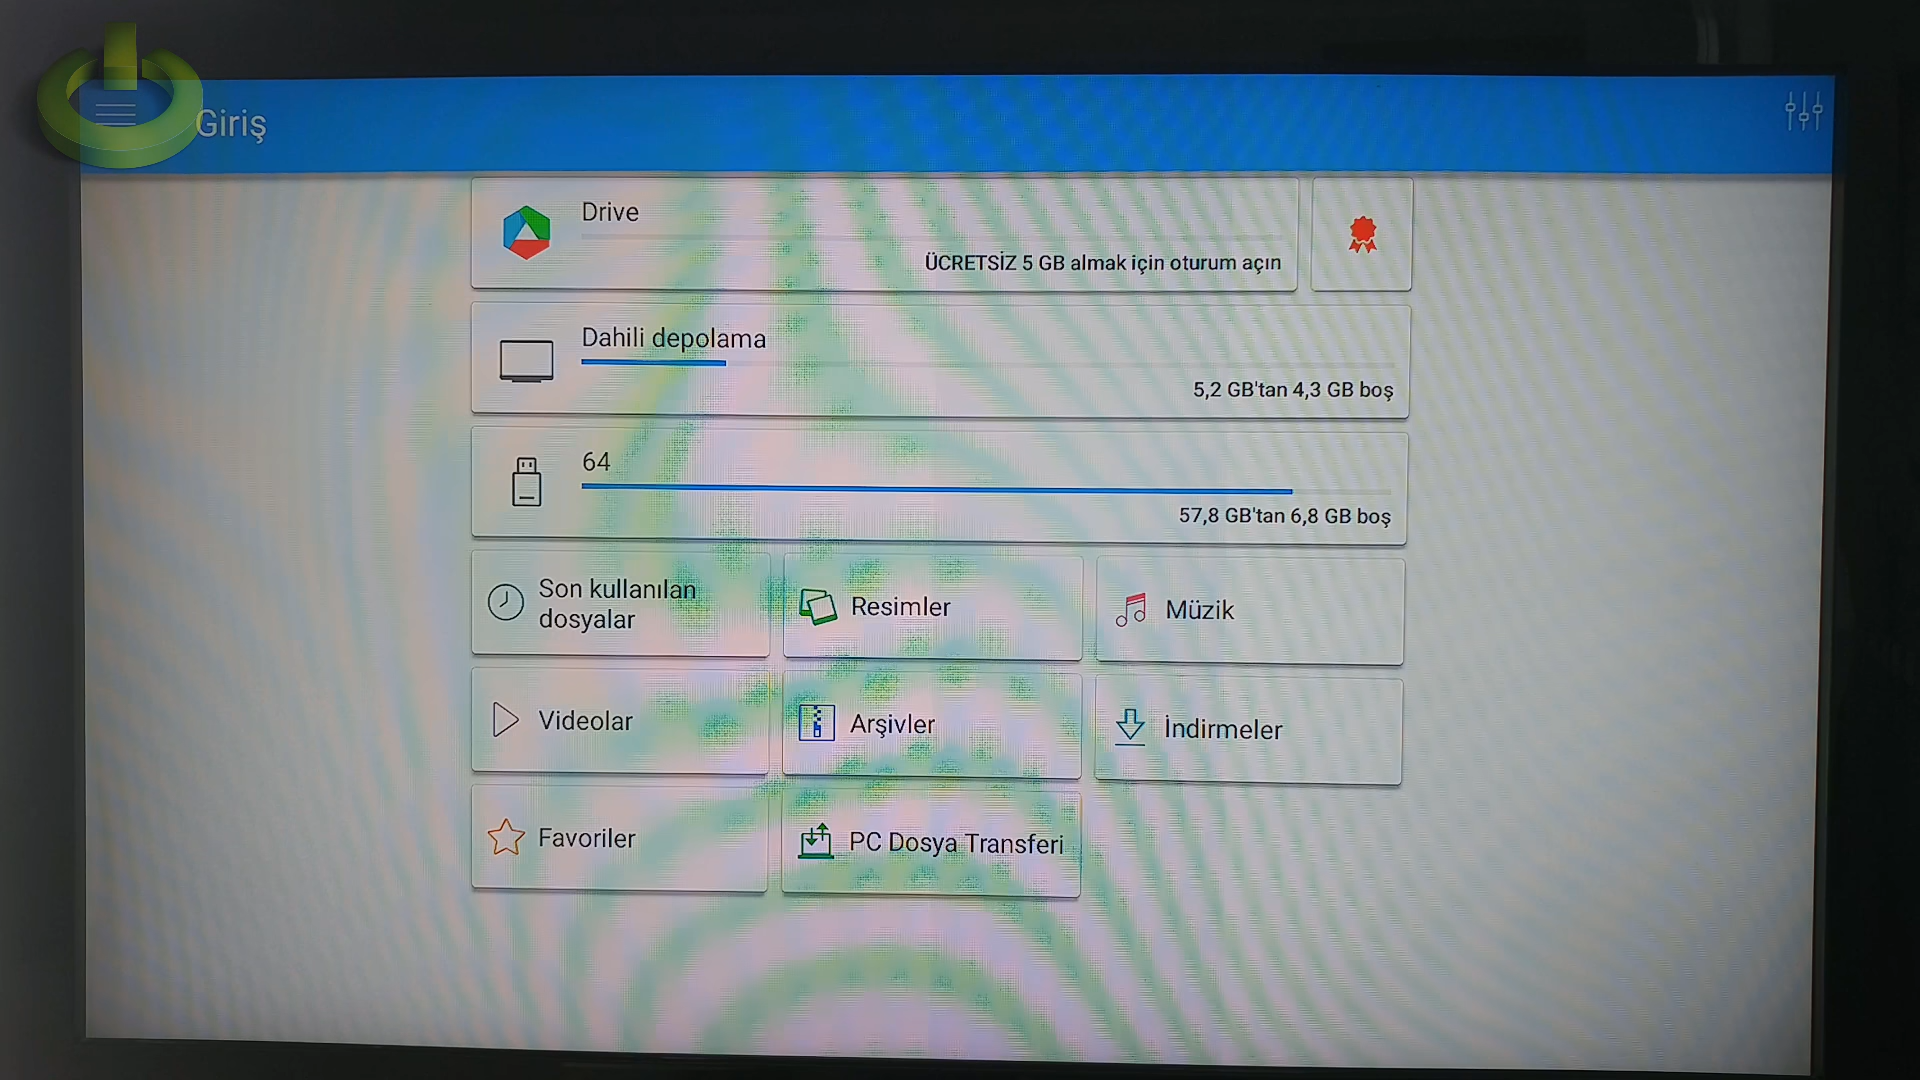 Giriş
Drive
ÜCRETSİZ 5 GB almak için oturum açın
Dahili depolama
5,2 GB'tan 4,3 GB boş
64
57,8 GB'tan 6,8 GB boş
Son kullanılan
dosyalar
Resimler
Müzik
Videolar
Arşivler
İndirmeler
Favoriler
PC Dosya Transferi